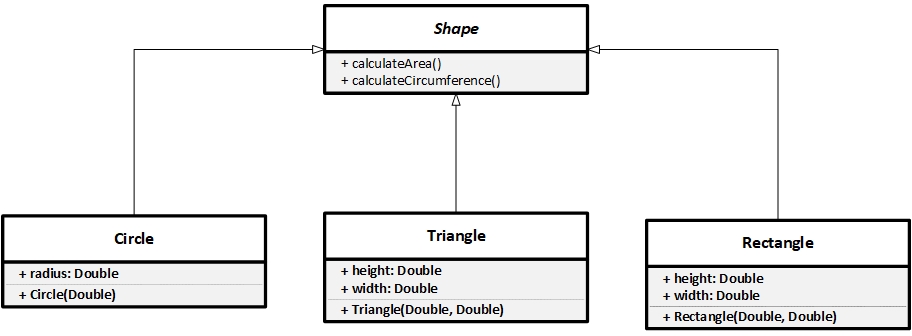 Shape
+ calculateArea()
+ calculateCircumference()
Circle
+ radius: Double
+ Circle(Double)
Triangle
+ height: Double
+ width: Double
+ Triangle(Double, Double)
Rectangle
+ height: Double
+ width: Double
+ Rectangle(Double, Double)